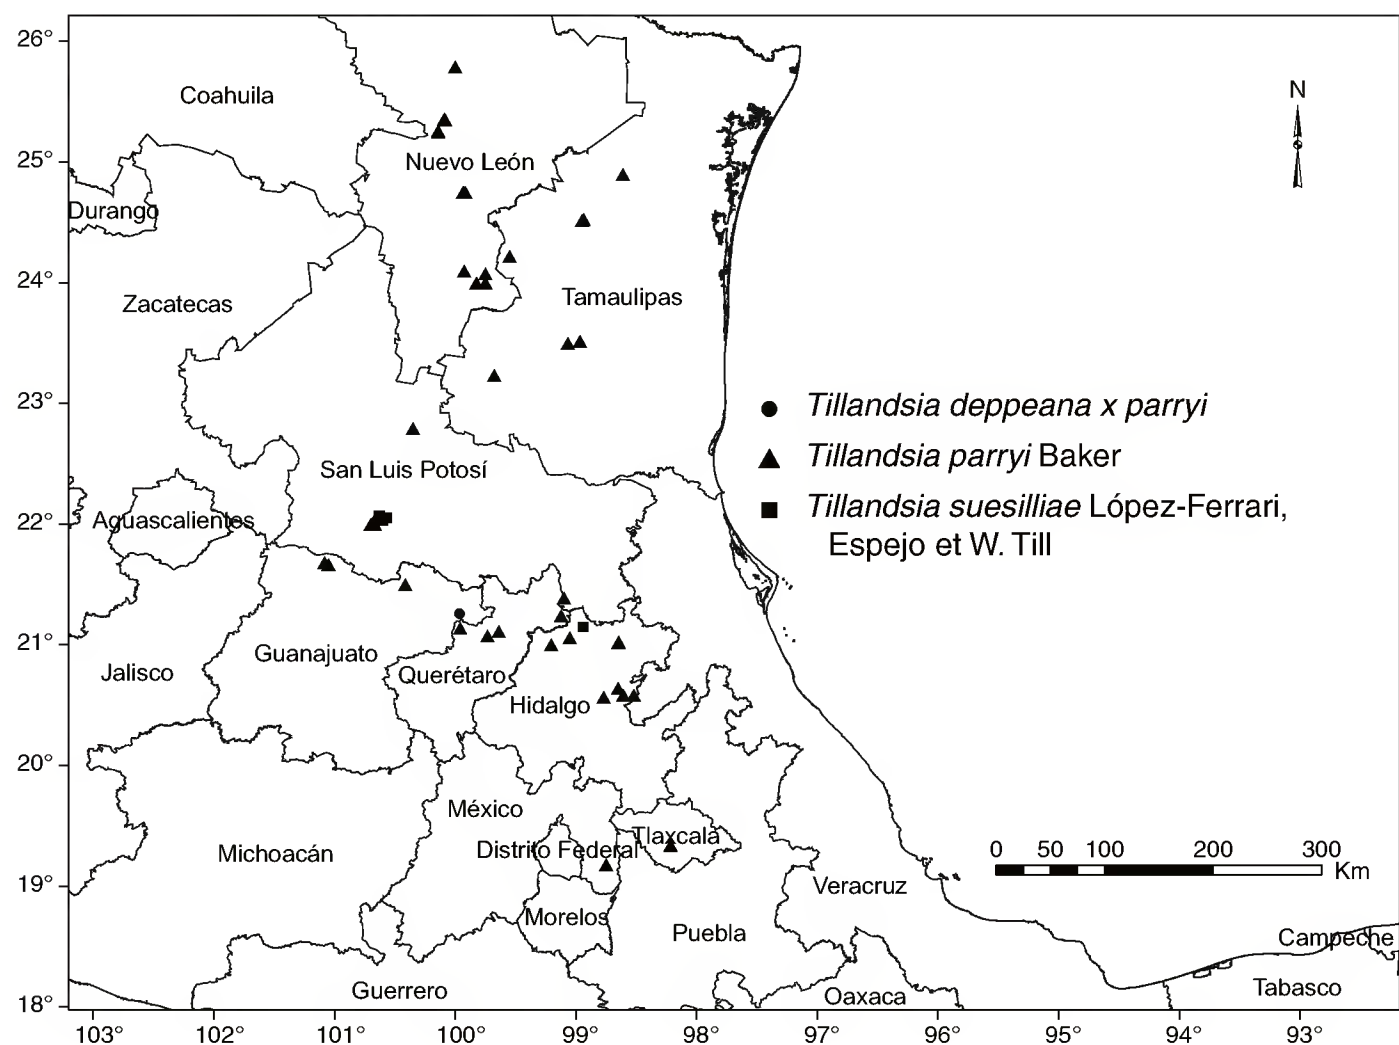 26°
N
Coahuila
25°
Nuevo León
Durango
24°
Tamaulipas
Zacatecas
23°
Tillandsia deppeana x parryi
Tillandsia parryi Baker
San Luis Potosí
Tillandsia suesilliae López-Ferrari,
Espejo et W. Till
22°
Aguascalientes
21°
Guanajuato
Jalisco
Querétaro
Hidalgo
20°
México
Tlaxcala
Distrito Federal
Michoacán
0 50 100 200 300
Km
19°
Veracruz
Morelos
Puebla
Campeche
Guerrero
Oaxaca
Tabasco
18°
103° 102° 101° 100° 99° 98° 97° 96° 95° 94° 93°